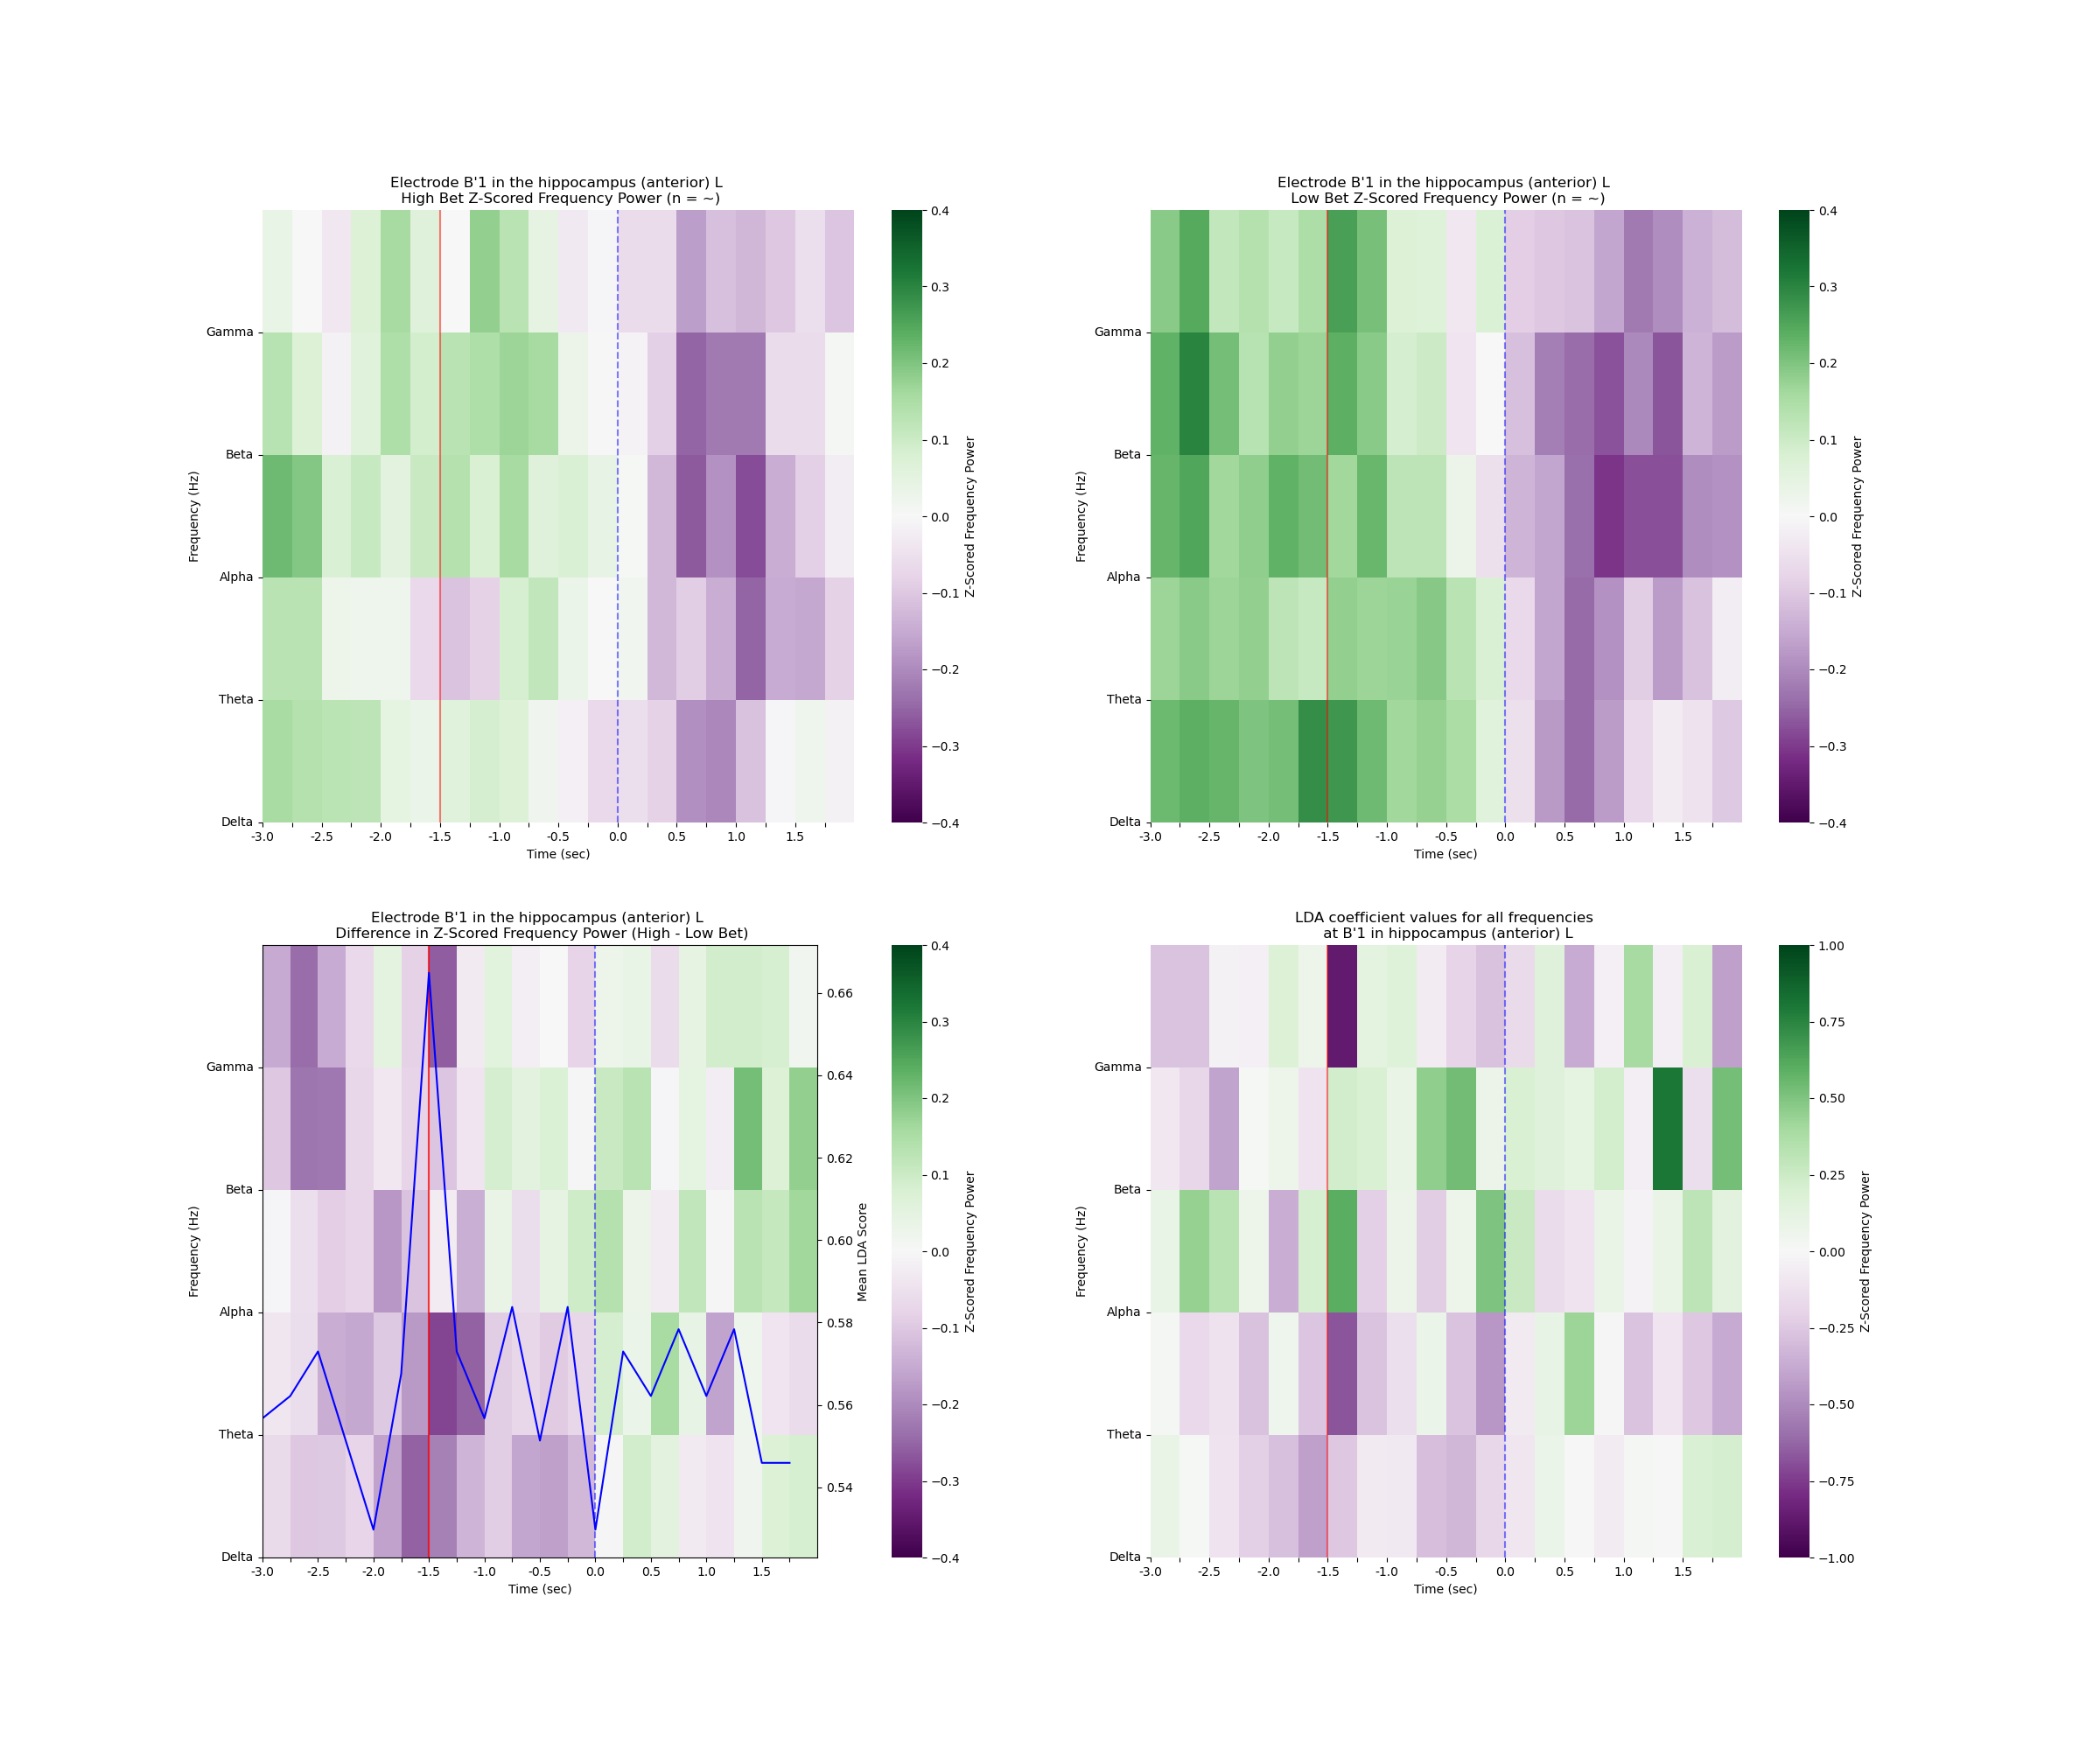 Electrode B'1 in the hippocampus (anterior) L
High Bet Z-Scored Frequency Power (n = ~)
Frequency (Hz)
Gamma
Beta
Alpha
Theta
Delta
-3.0 -2.5 -2.0 -1.5 -1.0 -0.5 0.0 0.5 1.0 1.5
Time (sec)
0.4
0.3
0.2
0.1
0.0
−0.1
−0.2
−0.3
−0.4
Z-Scored Frequency Power
Electrode B'1 in the hippocampus (anterior) L
Low Bet Z-Scored Frequency Power (n = ~)
Frequency (Hz)
Gamma
Beta
Alpha
Theta
Delta
-3.0 -2.5 -2.0 -1.5 -1.0 -0.5 0.0 0.5 1.0 1.5
Time (sec)
0.4
0.3
0.2
0.1
0.0
−0.1
−0.2
−0.3
−0.4
Z-Scored Frequency Power
Electrode B'1 in the hippocampus (anterior) L
Difference in Z-Scored Frequency Power (High - Low Bet)
Frequency (Hz)
Gamma
Beta
Alpha
Theta
Delta
-3.0 -2.5 -2.0 -1.5 -1.0 -0.5 0.0 0.5 1.0 1.5
Time (sec)
0.66
0.64
0.62
0.60
0.58
0.56
0.54
Mean LDA Score
0.4
0.3
0.2
0.1
0.0
−0.1
−0.2
−0.3
−0.4
Z-Scored Frequency Power
LDA coefficient values for all frequencies
at B'1 in hippocampus (anterior) L
Frequency (Hz)
Gamma
Beta
Alpha
Theta
Delta
-3.0 -2.5 -2.0 -1.5 -1.0 -0.5 0.0 0.5 1.0 1.5
Time (sec)
1.00
0.75
0.50
0.25
0.00
−0.25
−0.50
−0.75
−1.00
Z-Scored Frequency Power